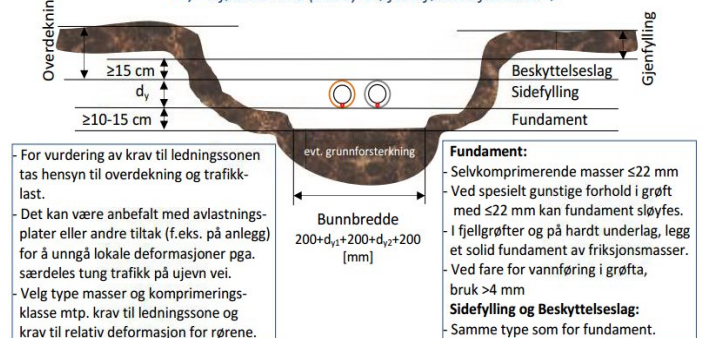 Overdekning
Gjenfylling
≥15 cm
Beskyttelseslag
dy
Sidefylling
≥10-15 cm
Fundament
evt. grunnforsterkning
Bunnbredde
200+dy1+200+dy2+200
[mm]
- For vurdering av krav til ledningssonen
tas hensyn til overdekning og trafikk-
last.
- Det kan være anbefalt med avlastnings-
plater eller andre tiltak (f.eks. på anlegg)
for å unngå lokale deformasjoner pga.
særdeles tung trafikk på ujevn vei.
- Velg type masser og komprimerings-
klasse mtp. krav til ledningssone og
krav til relativ deformasjon for rørene.
Fundament:
- Selvkomprimerende masser ≤22 mm
- Ved spesielt gunstige forhold i grøft
med ≤22 mm kan fundament sløyfes.
- I fjellgrøfter og på hardt underlag, legg
et solid fundament av friksjonsmasser.
- Ved fare for vannføring i grøfta,
bruk >4 mm
Sidefylling og Beskyttelseslag:
- Samme type som for fundament.